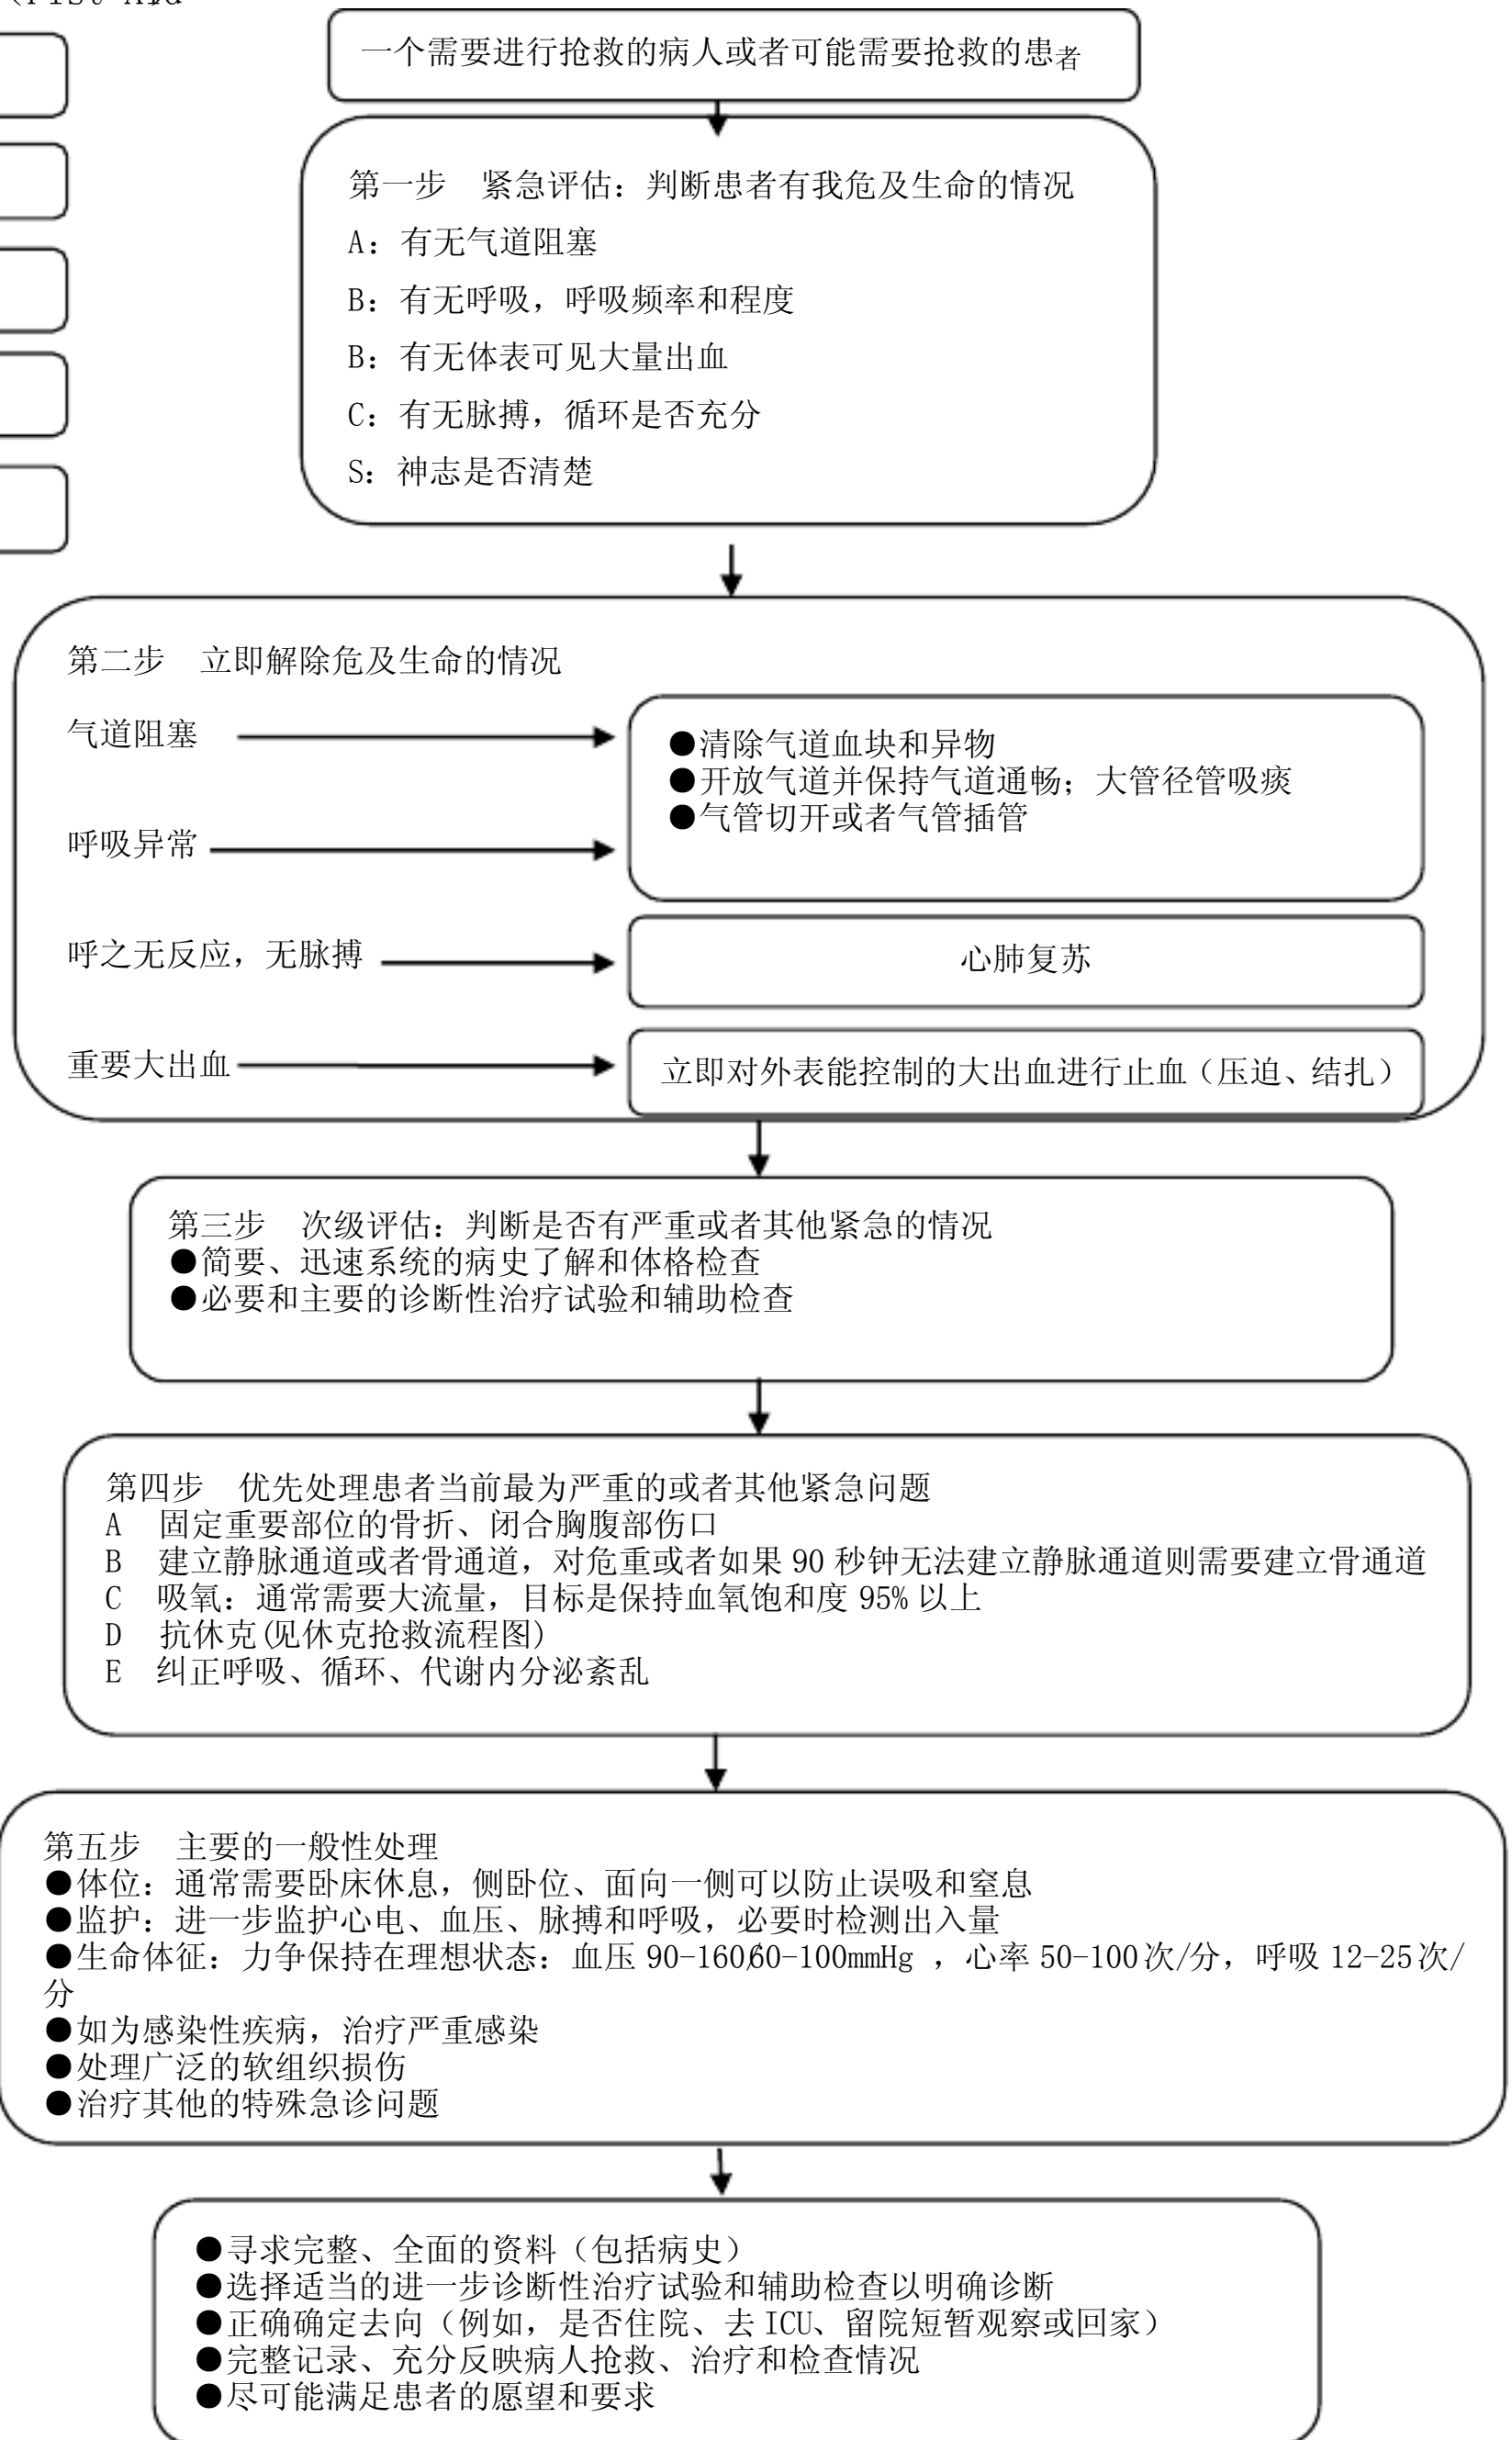 一个需要进行抢救的病人或者可能需要抢救的患者
第一步 紧急评估：判断患者有我危及生命的情况
A：有无气道阻塞
B：有无呼吸，呼吸频率和程度
B：有无体表可见大量出血
C：有无脉搏，循环是否充分
S：神志是否清楚
第二步 立即解除危及生命的情况
气道阻塞
●清除气道血块和异物
●开放气道并保持气道通畅；大管径管吸痰
●气管切开或者气管插管
呼吸异常
呼之无反应，无脉搏
心肺复苏
重要大出血
立即对外表能控制的大出血进行止血（压迫、结扎）
第三步 次级评估：判断是否有严重或者其他紧急的情况
●简要、迅速系统的病史了解和体格检查
●必要和主要的诊断性治疗试验和辅助检查
第四步 优先处理患者当前最为严重的或者其他紧急问题
A 固定重要部位的骨折、闭合胸腹部伤口
B 建立静脉通道或者骨通道，对危重或者如果 90 秒钟无法建立静脉通道则需要建立骨通道
C 吸氧：通常需要大流量，目标是保持血氧饱和度 95% 以上
D 抗休克(见休克抢救流程图)
E 纠正呼吸、循环、代谢内分泌紊乱
第五步 主要的一般性处理
●体位：通常需要卧床休息，侧卧位、面向一侧可以防止误吸和窒息
●监护：进一步监护心电、血压、脉搏和呼吸，必要时检测出入量
●生命体征：力争保持在理想状态：血压 90-160/60-100mmHg ，心率 50-100 次/分，呼吸 12-25 次/
分
●如为感染性疾病，治疗严重感染
●处理广泛的软组织损伤
●治疗其他的特殊急诊问题
●寻求完整、全面的资料（包括病史）
●选择适当的进一步诊断性治疗试验和辅助检查以明确诊断
●正确确定去向（例如，是否住院、去 ICU、留院短暂观察或回家）
●完整记录、充分反映病人抢救、治疗和检查情况
●尽可能满足患者的愿望和要求